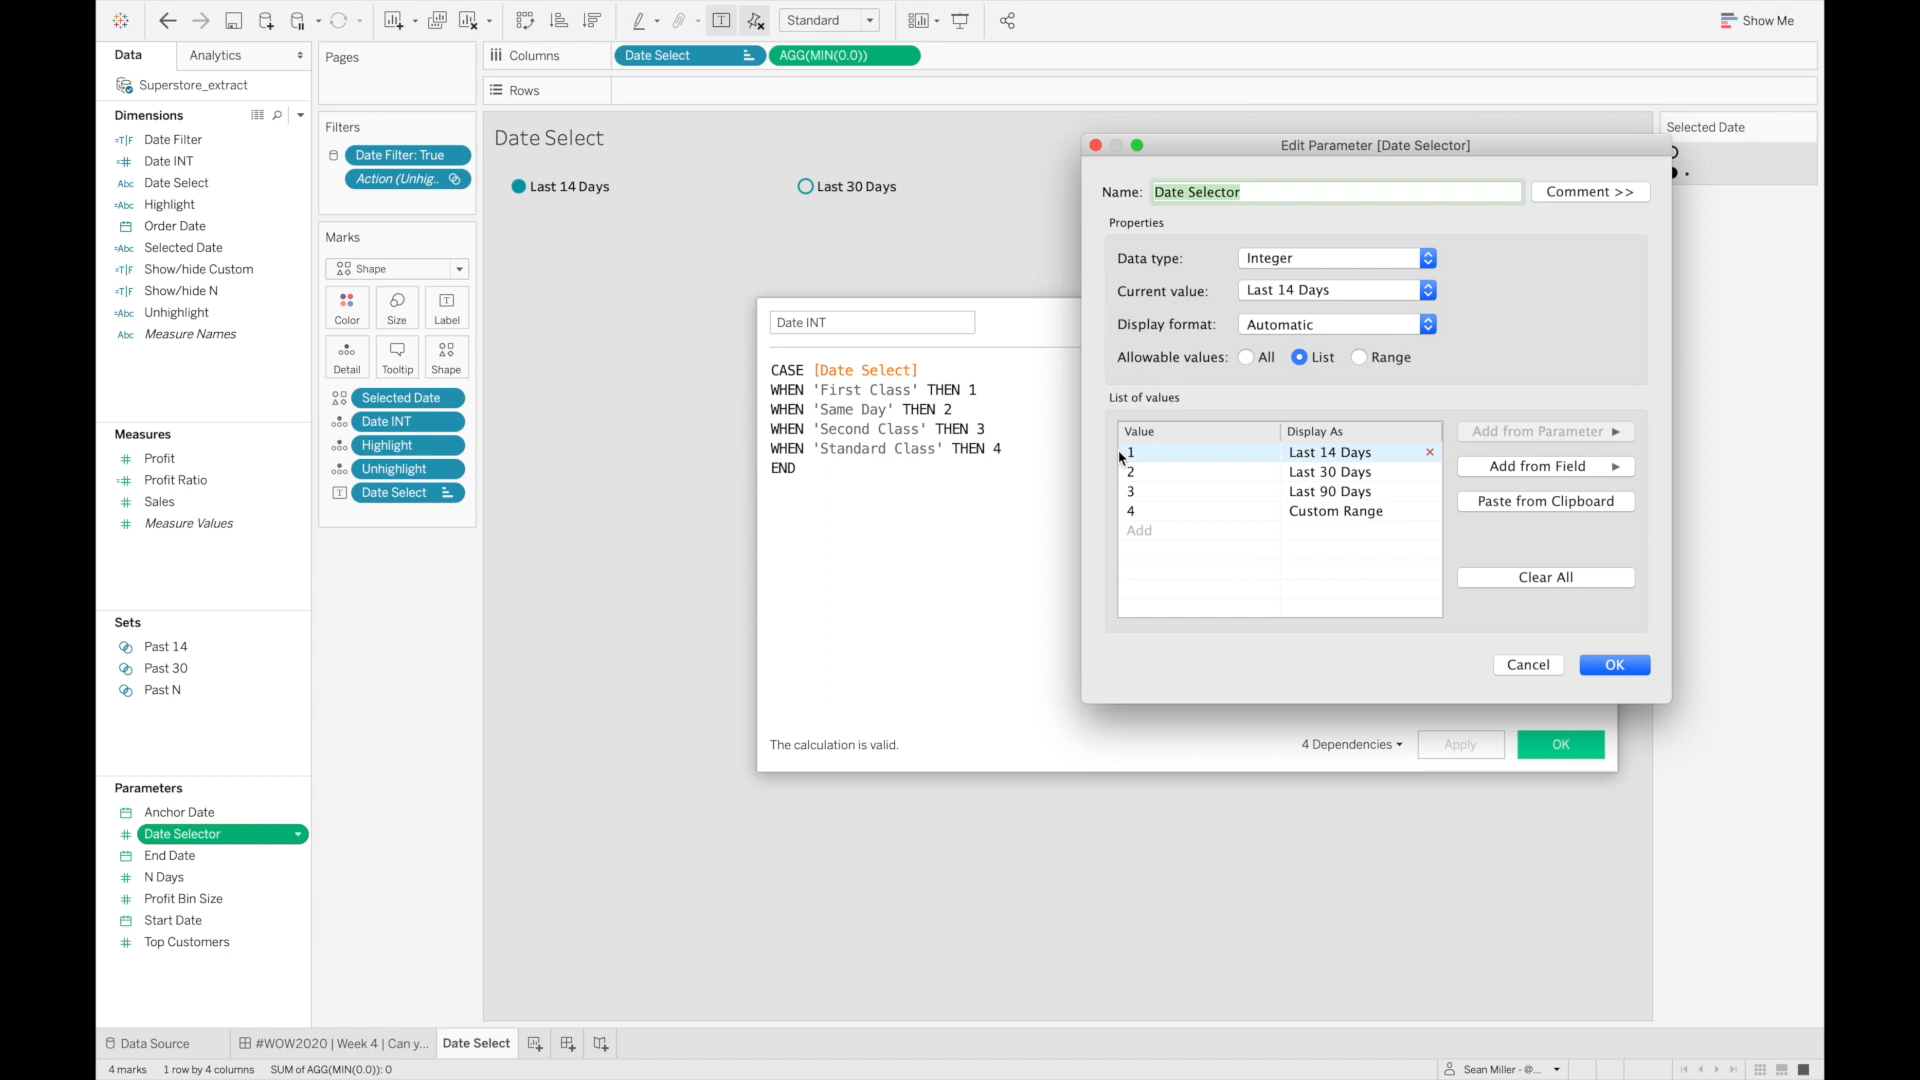 Standard
Show Me
Data
Analytics
Pages
Columns
Date Select
AGG(MIN(0.0))
Superstore_extract
Rows
Dimensions
Filters
Date Filter: True
Action (Unhig..
Date Filter
Date INT
Date Select
Highlight
Order Date
Selected Date
Show/hide Custom
Show/hide N
Unhighlight
Measure Names
Marks
Shape
Color
Size
Label
Detail
Tooltip
Shape
Selected Date
Date INT
Highlight
Unhighlight
Date Select
Measures
Profit
Profit Ratio
Sales
Measure Values
Sets
Past 14
Past 30
Past N
Parameters
Anchor Date
Date Selector
End Date
N Days
Profit Bin Size
Start Date
Top Customers
Date Select
Last 14 Days
Last 30 Days
Selected Date
Date INT
CASE [Date Select]
WHEN 'First Class' THEN 1
WHEN 'Same Day' THEN 2
WHEN 'Second Class' THEN 3
WHEN 'Standard Class' THEN 4
END
The calculation is valid.
4 Dependencies
Apply
OK
Edit Parameter [Date Selector]
Name: Date Selector
Comment >>
Properties
Data type: Integer
Current value: Last 14 Days
Display format: Automatic
Allowable values: All List Range
List of values
Value Display As
1 Last 14 Days
2 Last 30 Days
3 Last 90 Days
4 Custom Range
Add
Add from Parameter
Add from Field
Paste from Clipboard
Clear All
Cancel
OK
Data Source
#WOW2020 | Week 4 | Can y...
Date Select
4 marks
1 row by 4 columns
SUM of AGG(MIN(0.0)): 0
Sean Miller - @...